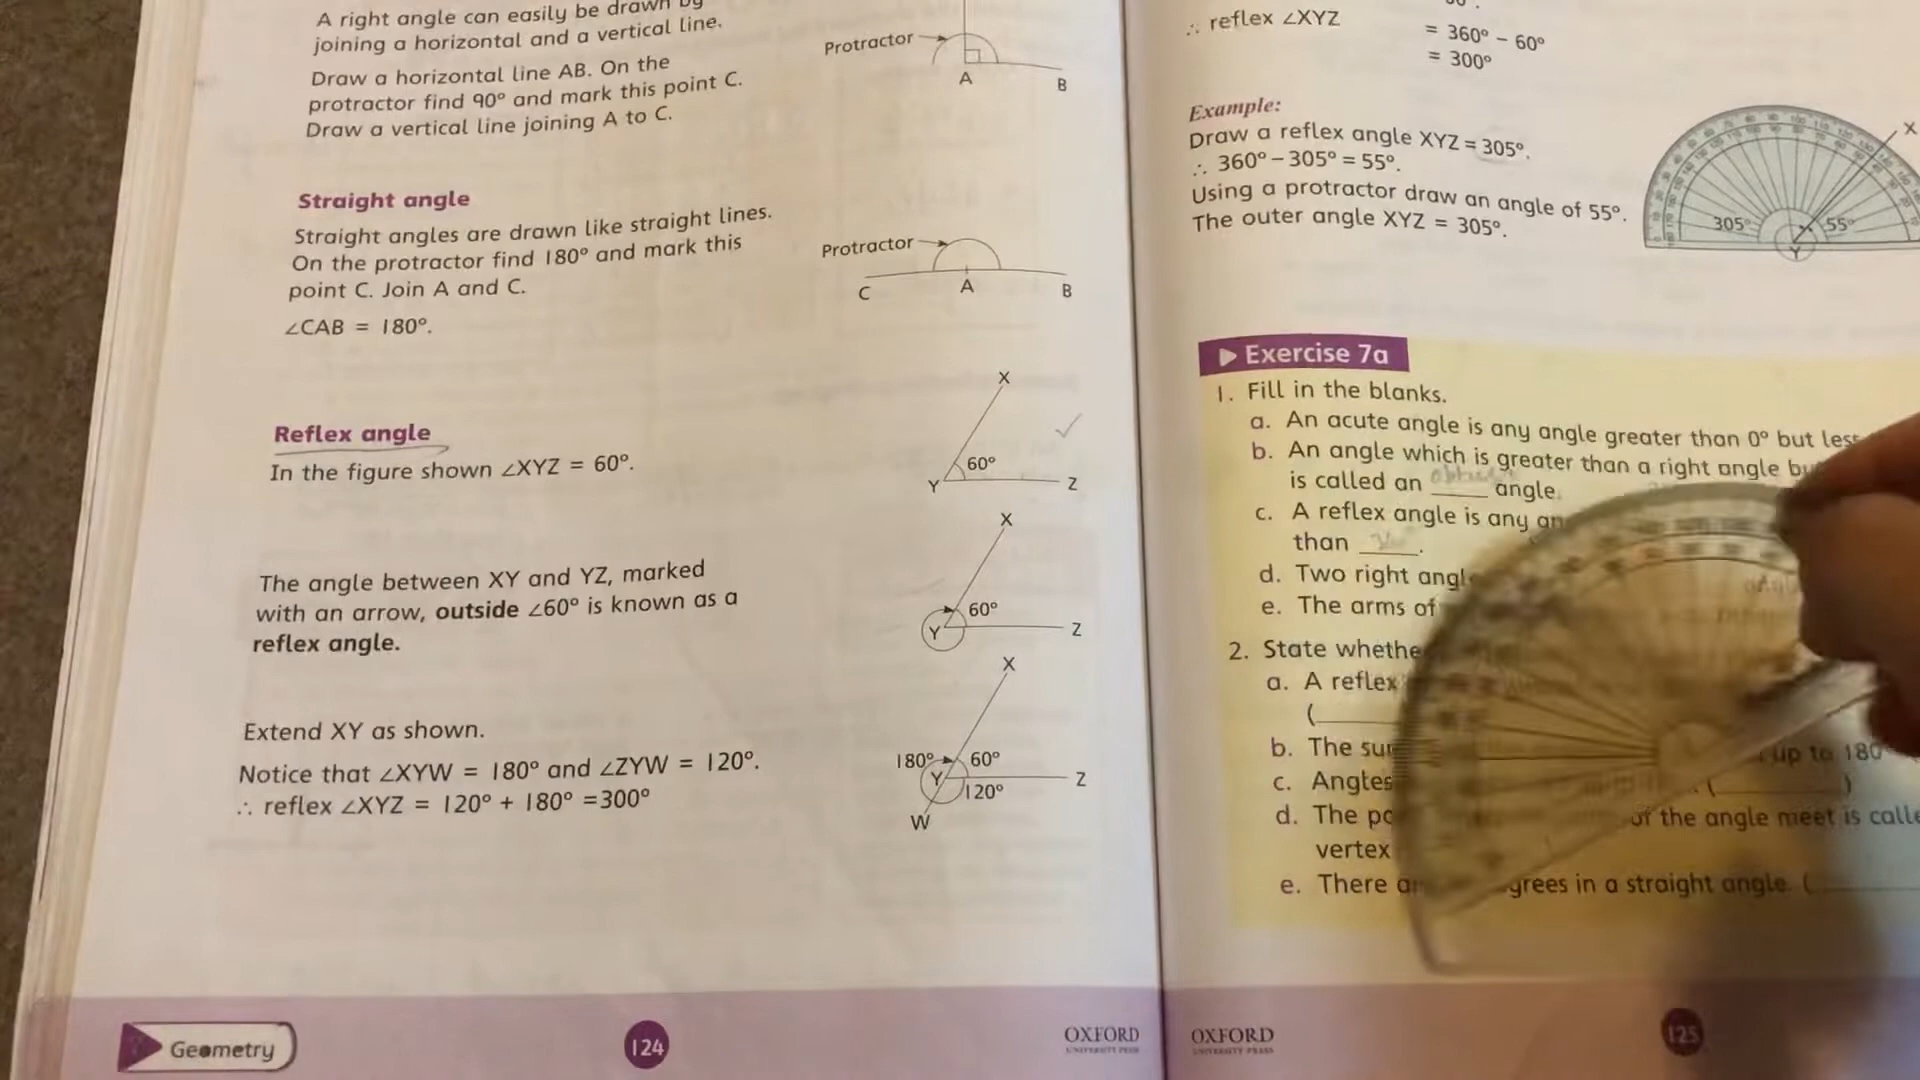 A right angle can easily be drawn by
joining a horizontal and a vertical line.
Draw a horizontal line AB. On the
protractor find 90° and mark this point C.
Draw a vertical line joining A to C.
Protractor
A
B
Straight angle
Straight angles are drawn like straight lines.
On the protractor find 180° and mark this
point C. Join A and C.
∠CAB = 180°.
Protractor
C
A
B
Reflex angle
In the figure shown ∠XYZ = 60°.
X
60°
Y
Z
The angle between XY and YZ, marked
with an arrow, outside ∠60° is known as a
reflex angle.
X
60°
Y
Z
Extend XY as shown.
Notice that ∠XYW = 180° and ∠ZYW = 120°.
∴ reflex ∠XYZ = 120° + 180° =300°
X
180°
60°
Y
Z
120°
W
Geometry
124
OXFORD
UNIVERSITY PRESS
∴ reflex ∠XYZ
= 360° − 60°
= 300°
Example:
Draw a reflex angle XYZ = 305°.
∴ 360° − 305° = 55°.
Using a protractor draw an angle of 55°.
The outer angle XYZ = 305°.
X
305°
55°
Y
Exercise 7a
1. Fill in the blanks.
a. An acute angle is any angle greater than 0° but less
b. An angle which is greater than a right angle
is called an ____ angle.
c. A reflex angle is any
than ____.
d. Two right
e. The arms of
2. State
a. A reflex
(
b. The up to 180°
c. Angles ( )
d. The of the angle meet is
vertex
e. There in a straight angle. (
OXFORD
UNIVERSITY PRESS
125